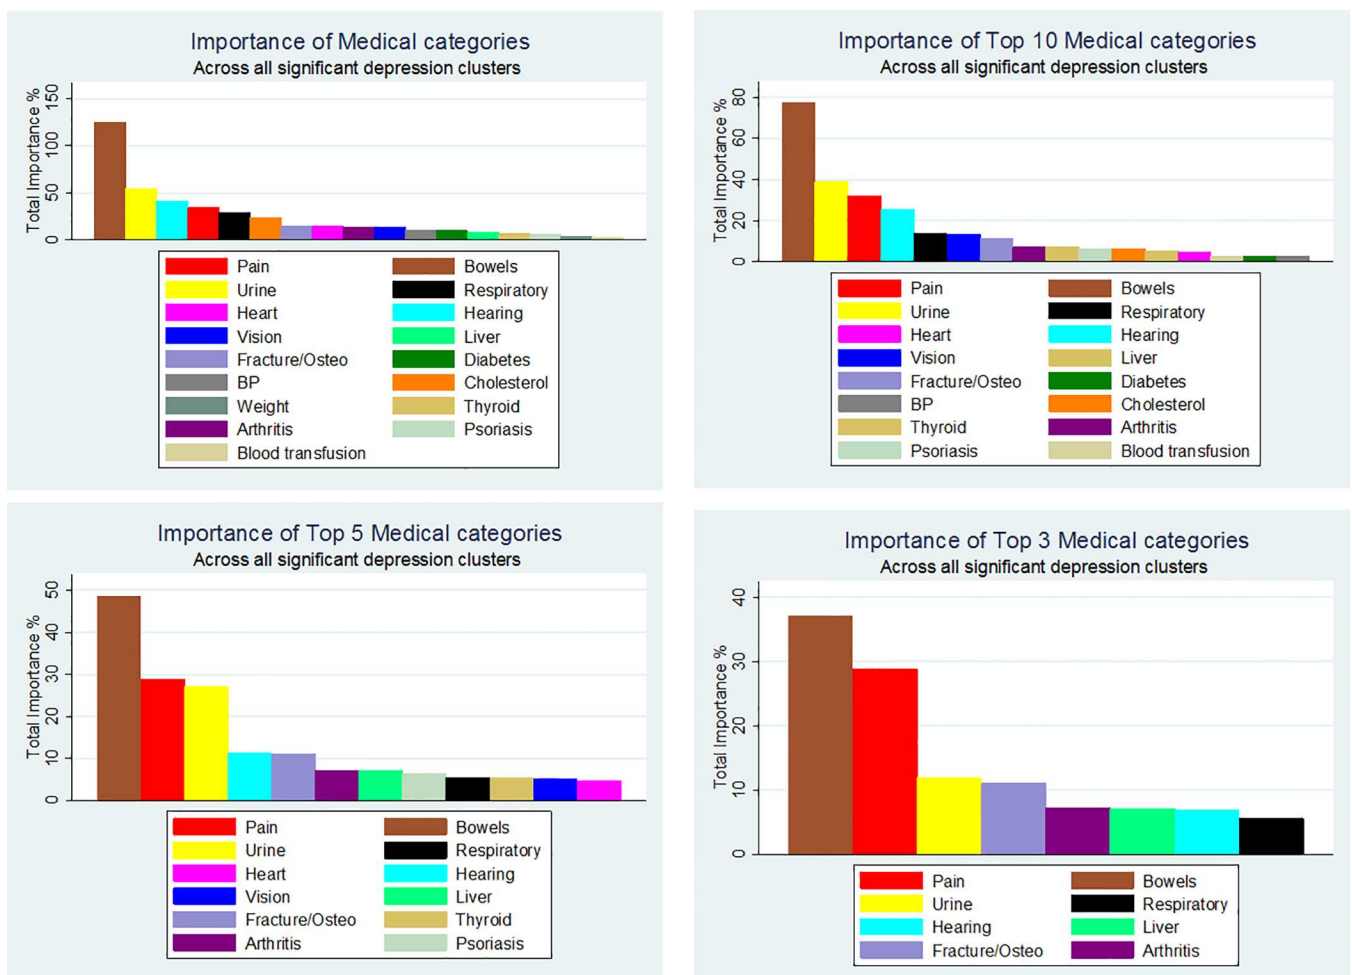 Importance of Medical categories
Across all significant depression clusters
Total Importance %
150
100
50
0
Pain
Bowels
Urine
Respiratory
Heart
Hearing
Vision
Liver
Fracture/Osteo
Diabetes
BP
Cholesterol
Weight
Thyroid
Arthritis
Psoriasis
Blood transfusion
Importance of Top 10 Medical categories
Across all significant depression clusters
Total Importance %
80
60
40
20
0
Pain
Bowels
Urine
Respiratory
Heart
Hearing
Vision
Liver
Fracture/Osteo
Diabetes
BP
Cholesterol
Thyroid
Arthritis
Psoriasis
Blood transfusion
Importance of Top 5 Medical categories
Across all significant depression clusters
Total Importance %
50
40
30
20
10
0
Pain
Bowels
Urine
Respiratory
Heart
Hearing
Vision
Liver
Fracture/Osteo
Thyroid
Arthritis
Psoriasis
Importance of Top 3 Medical categories
Across all significant depression clusters
Total Importance %
40
30
20
10
0
Pain
Bowels
Urine
Respiratory
Hearing
Liver
Fracture/Osteo
Arthritis